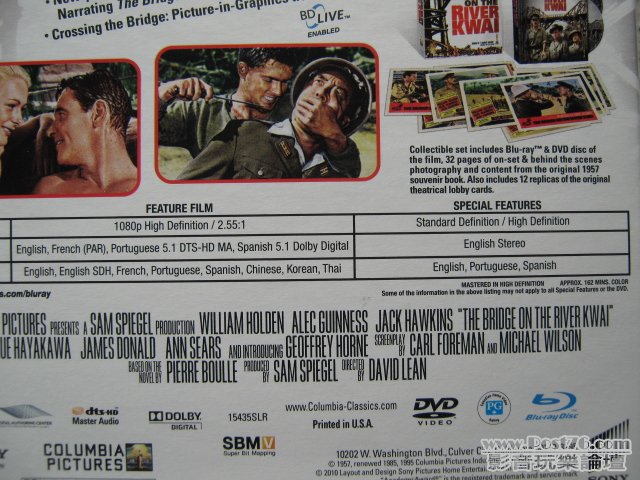 Narrating The Bridge
• Crossing the Bridge: Picture-in-Graphics
BD LIVE™
ENABLED
ON THE
RIVER
KWAI
RIVER
KWAI
Collectible set includes Blu-ray™ & DVD disc of
the film, 32 pages of on-set & behind the scenes
photography and content from the original 1957
souvenir book. Also includes 12 replicas of the original
theatrical lobby cards.
FEATURE FILM
SPECIAL FEATURES
1080p High Definition / 2.55:1
Standard Definition / High Definition
English, French (PAR), Portuguese 5.1 DTS-HD MA, Spanish 5.1 Dolby Digital
English Stereo
English, English SDH, French, Portuguese, Spanish, Chinese, Korean, Thai
English, Portuguese, Spanish
s.com/bluray
MASTERED IN HIGH DEFINITION APPROX. 162 MINS. COLOR
Some of the information in the above listing may not apply to all Special Features or the DVD.
PICTURES PRESENTS A SAM SPIEGEL PRODUCTION WILLIAM HOLDEN ALEC GUINNESS JACK HAWKINS "THE BRIDGE ON THE RIVER KWAI"
UE HAYAKAWA JAMES DONALD ANN SEARS AND INTRODUCING GEOFFREY HORNE SCREENPLAY BY CARL FOREMAN AND MICHAEL WILSON
BASED ON THE NOVEL BY PIERRE BOULLE PRODUCED BY SAM SPIEGEL DIRECTED BY DAVID LEAN
dts-HD
Master Audio
DOLBY
DIGITAL
15435SLR
www.Columbia-Classics.com
Printed in U.S.A.
DVD
VIDEO
PG
Blu-ray Disc
COLUMBIA
PICTURES
SBMV
Super Bit Mapping
10202 W. Washington Blvd., Culver C
© 1957, renewed 1985, 1995 Columbia Pictures Indu
© 2010 Layout and Design Sony Pictures Home Ente
www.Post76.com
影音玩樂論壇
SONY